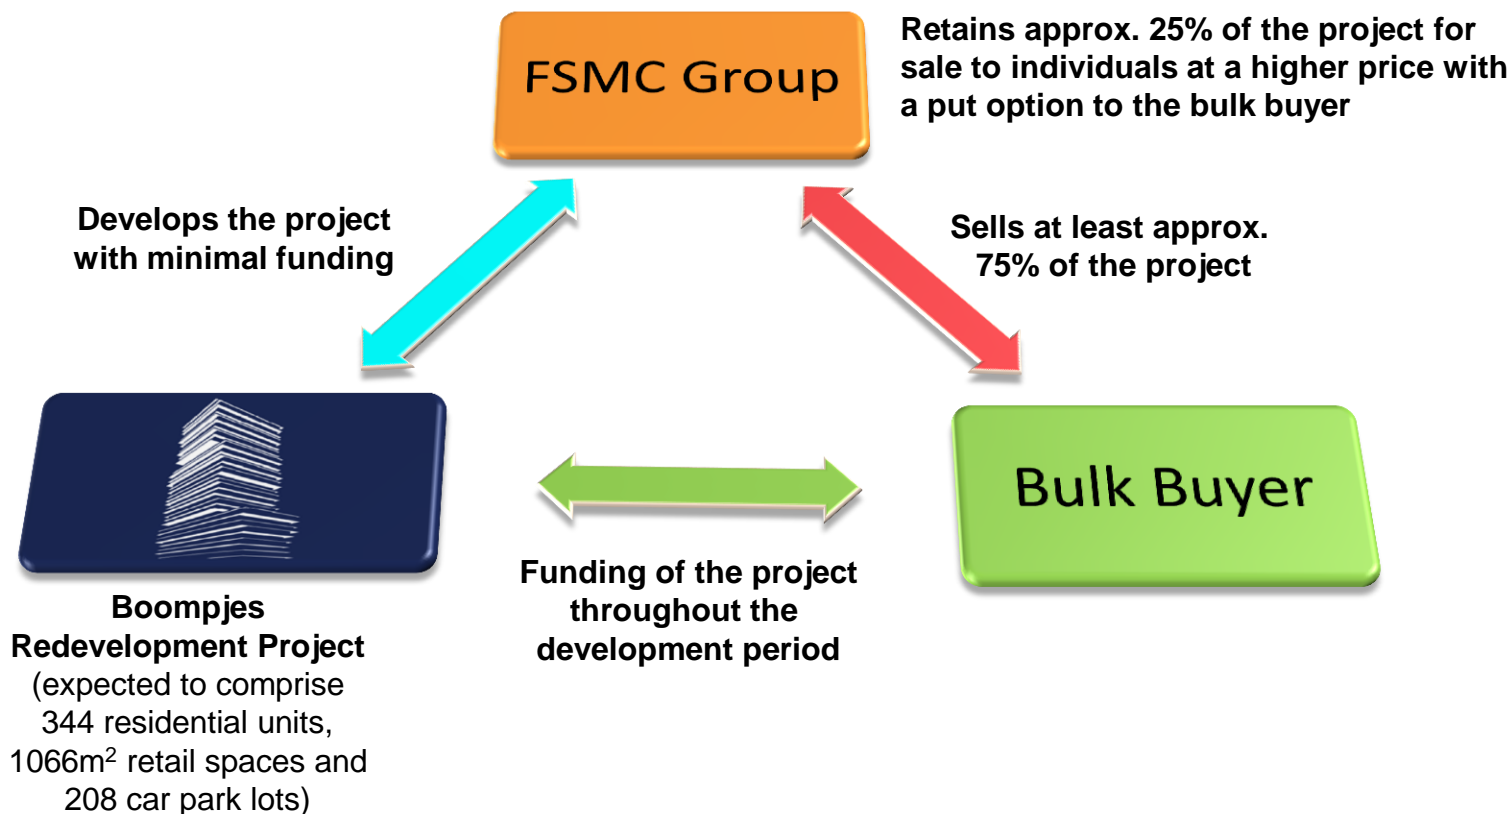 FSMC Group
Retains approx. 25% of the project for
sale to individuals at a higher price with
a put option to the bulk buyer
Develops the project
with minimal funding
Sells at least approx.
75% of the project
Bulk Buyer
Funding of the project
throughout the
development period
Boompjes
Redevelopment Project
(expected to comprise
344 residential units,
1066m² retail spaces and
208 car park lots)